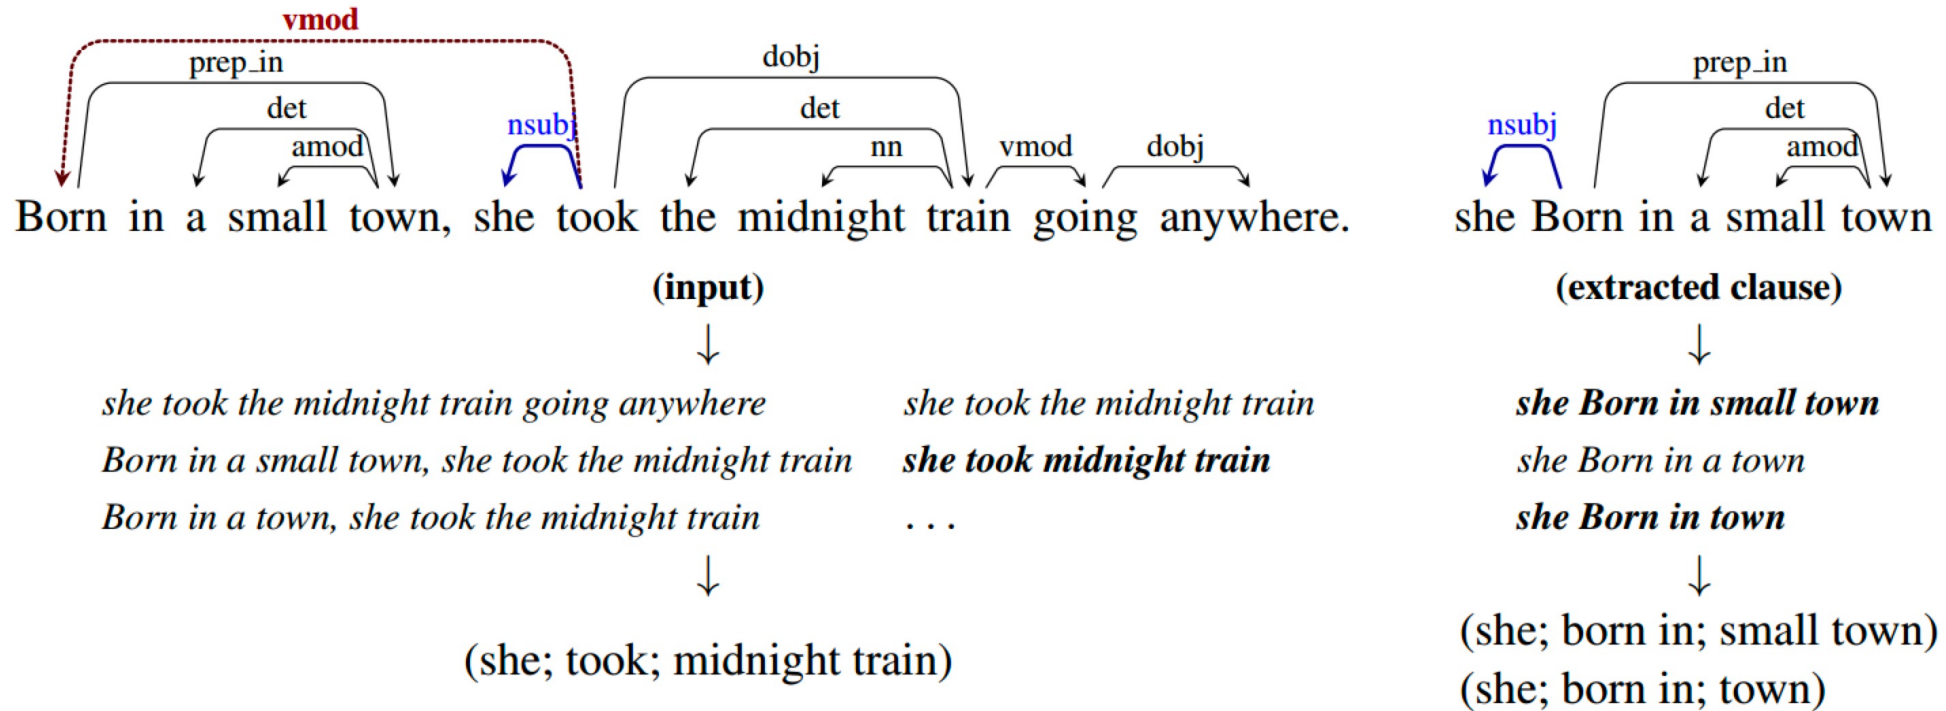 vmod
prep_in dobj prep_in
det det det
nsubj nsubj
amod nn vmod dobj amod
Born in a small town, she took the midnight train going anywhere. she Born in a small town
(input) (extracted clause)
↓ ↓
she took the midnight train going anywhere she took the midnight train she Born in small town
Born in a small town, she took the midnight train she took midnight train she Born in a town
Born in a town, she took the midnight train . . . she Born in town
↓ ↓
(she; born in; small town)
(she; took; midnight train)
(she; born in; town)